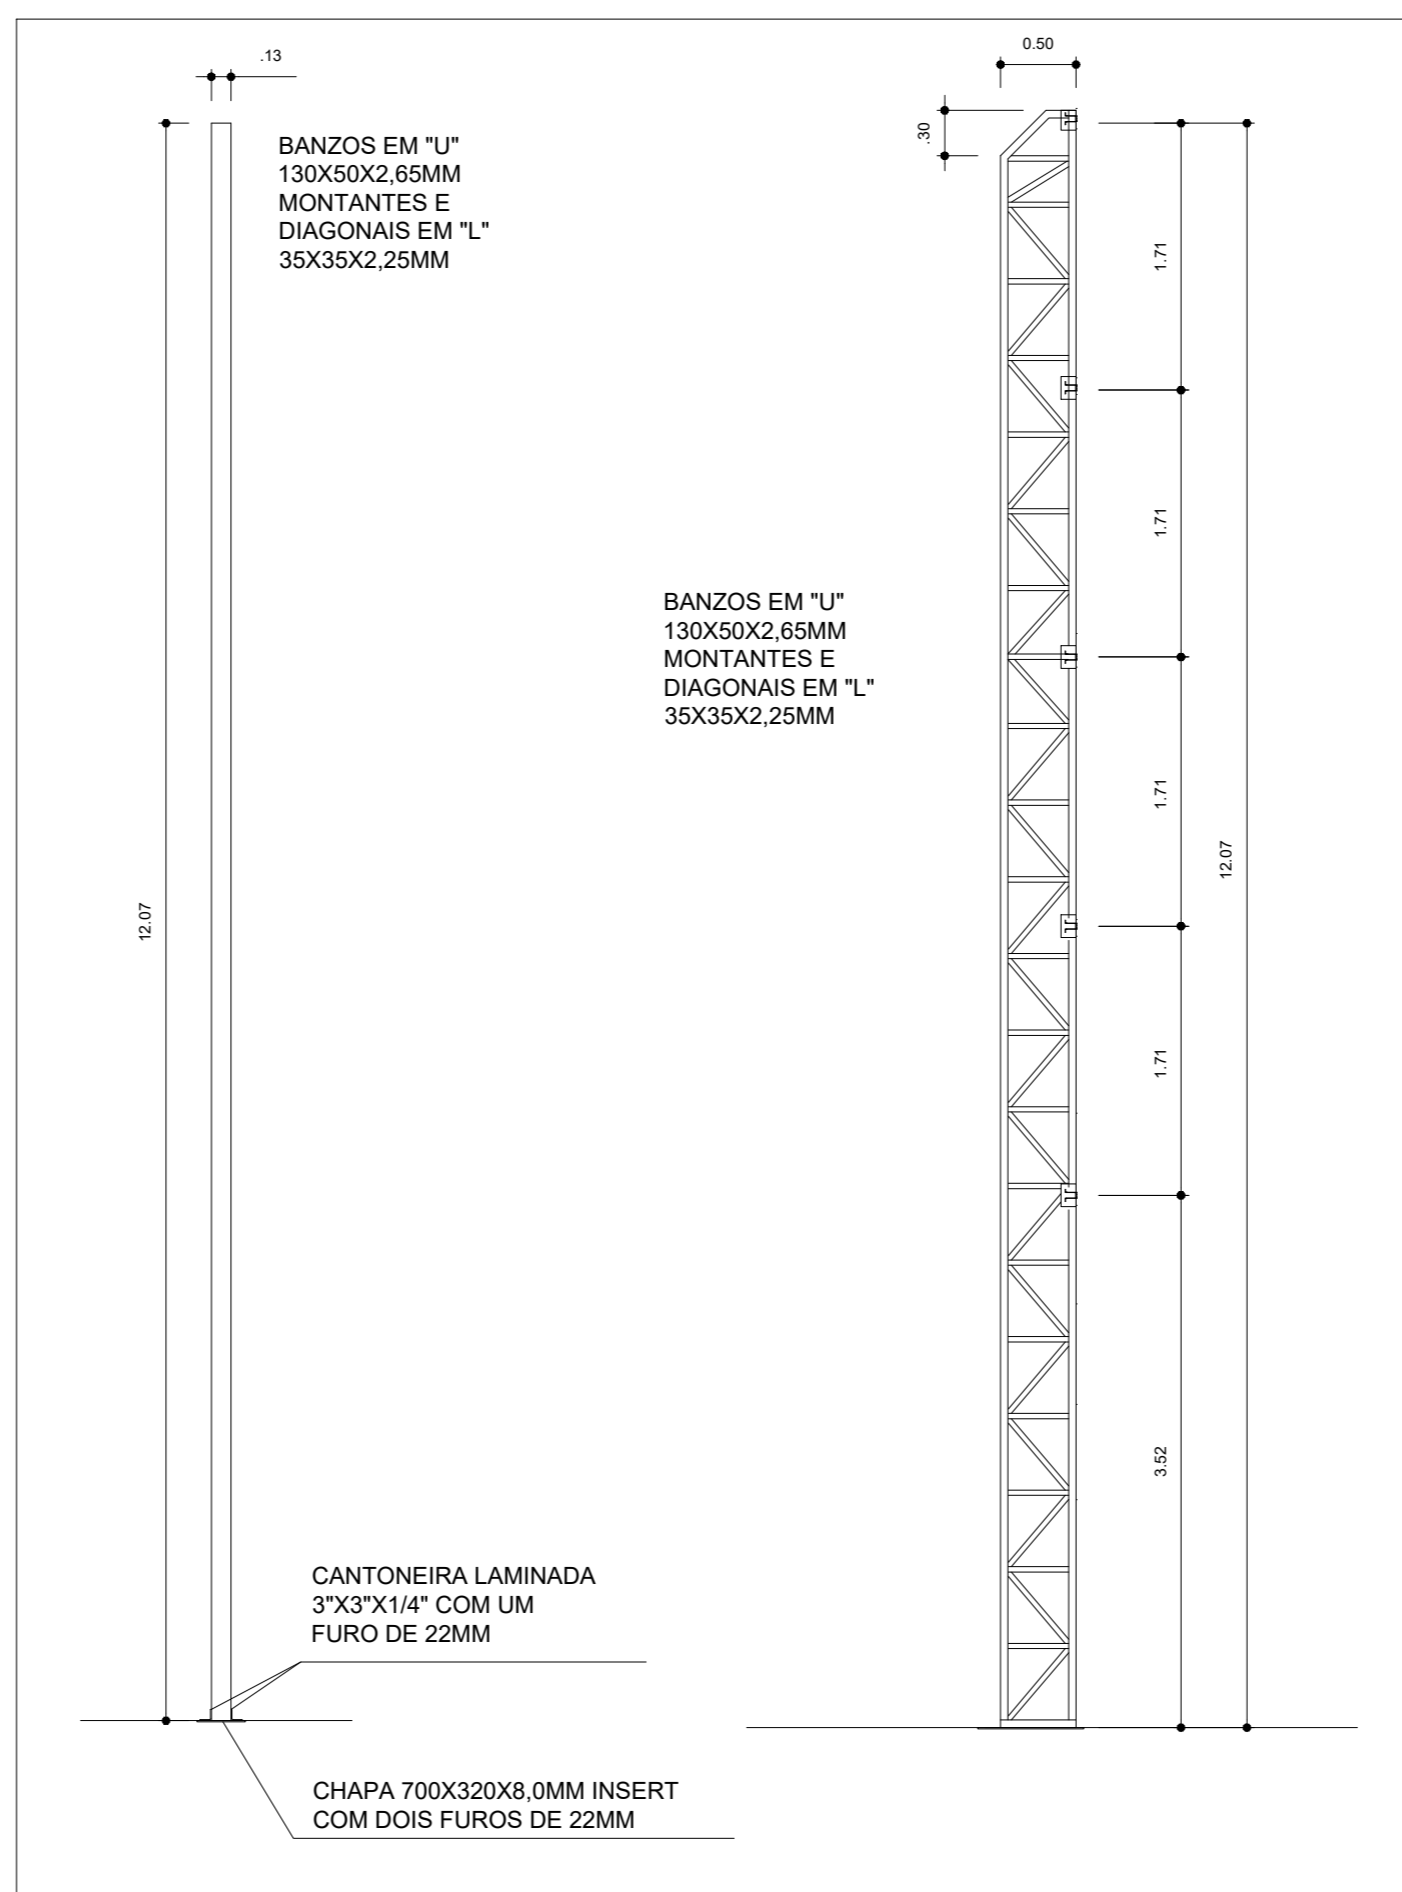 .13
0.50
.30
BANZOS EM "U"
130X50X2,65MM
MONTANTES E
DIAGONAIS EM "L"
35X35X2,25MM
1.71
1.71
BANZOS EM "U"
130X50X2,65MM
MONTANTES E
DIAGONAIS EM "L"
35X35X2,25MM
1.71
12.07
12.07
1.71
3.52
CANTONEIRA LAMINADA
3"X3"X1/4" COM UM
FURO DE 22MM
CHAPA 700X320X8,0MM INSERT
COM DOIS FUROS DE 22MM